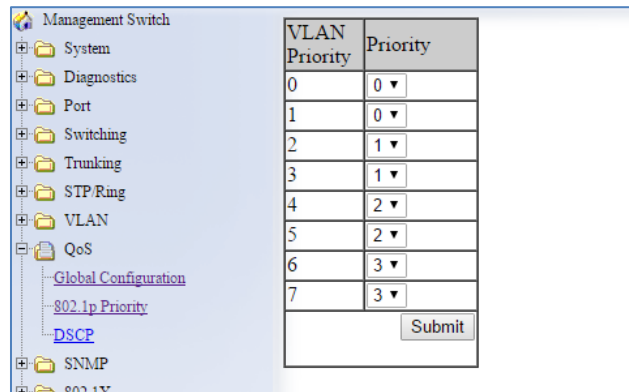 Management Switch
System
Diagnostics
Port
Switching
Trunking
STP/Ring
VLAN
QoS
Global Configuration
802.1p Priority
DSCP
SNMP
802.1X
VLAN Priority Priority
0 0
1 0
2 1
3 1
4 2
5 2
6 3
7 3
Submit